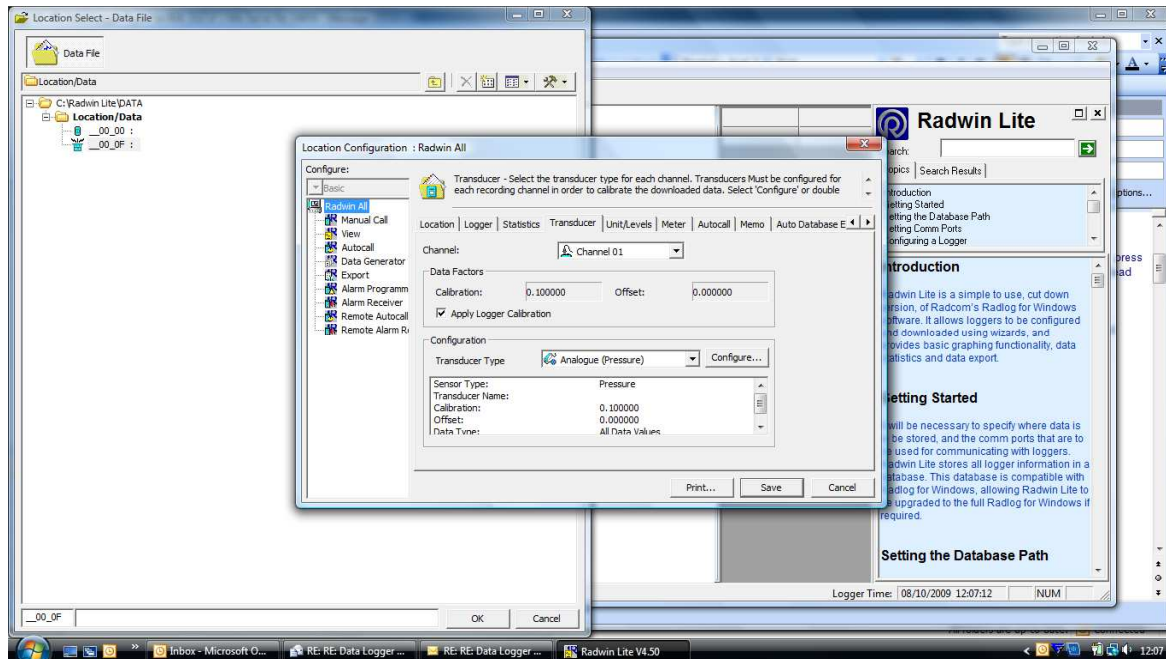 Location Select - Data File
Data File
Location/Data
C:\Radwin Lite\DATA
Location/Data
__00_00 :
__00_0F :
__00_0F
OK
Cancel
Location Configuration : Radwin All
Configure:
Basic
Radwin All
Manual Call
View
Autocall
Data Generator
Export
Alarm Programm
Alarm Receiver
Remote Autocall
Remote Alarm R
Transducer - Select the transducer type for each channel. Transducers Must be configured for
each recording channel in order to calibrate the downloaded data. Select 'Configure' or double
Location
Logger
Statistics
Transducer
Unit/Levels
Meter
Autocall
Memo
Auto Database E
Channel:
Channel 01
Data Factors
Calibration:
0.100000
Offset:
0.000000
Apply Logger Calibration
Configuration
Transducer Type
Analogue (Pressure)
Configure...
Sensor Type: Pressure
Transducer Name:
Calibration: 0.100000
Offset: 0.000000
Data Type: All Data Values
Print...
Save
Cancel
Radwin Lite
arch:
opics
Search Results
troduction
etting Started
etting the Database Path
etting Comm Ports
onfiguring a Logger
troduction
adwin Lite is a simple to use, cut down
ersion, of Radcom's Radlog for Windows
oftware. It allows loggers to be configured
nd downloaded using wizards, and
ovides basic graphing functionality, data
atistics and data export.
etting Started
will be necessary to specify where data is
be stored, and the comm ports that are to
e used for communicating with loggers.
adwin Lite stores all logger information in a
atabase. This database is compatible with
adlog for Windows, allowing Radwin Lite to
e upgraded to the full Radlog for Windows if
required.
Setting the Database Path
Logger Time: 08/10/2009 12:07:12
NUM
ptions...
press
ad
Inbox - Microsoft O...
RE: RE: Data Logger ...
RE: RE: Data Logger ...
Radwin Lite V4.50
12:07